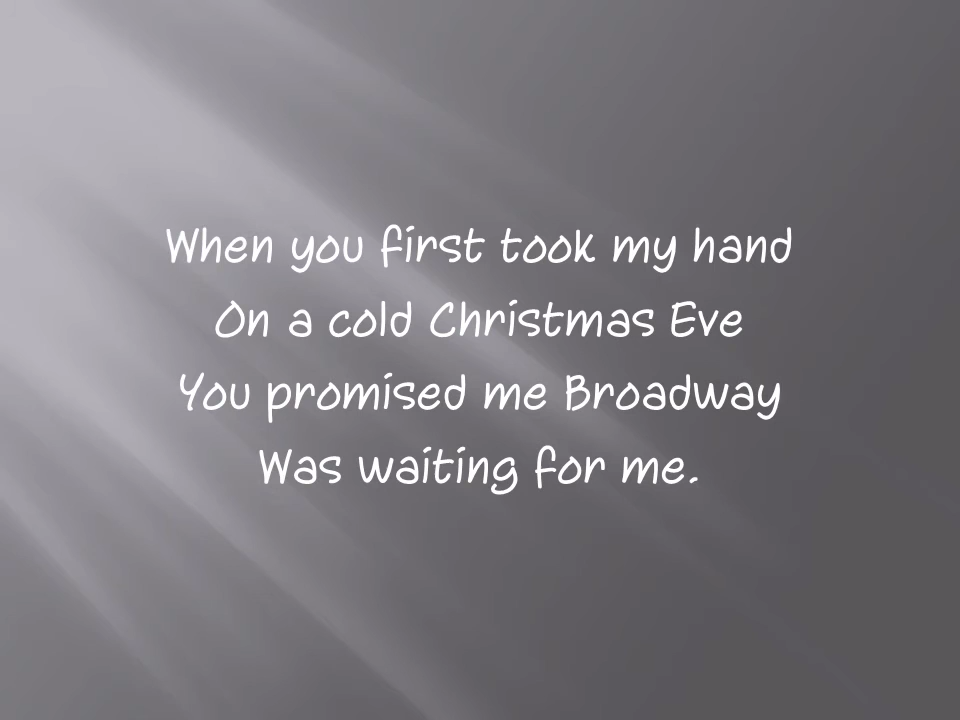 When you first took my hand
On a cold Christmas Eve
You promised me Broadway
Was waiting for me.